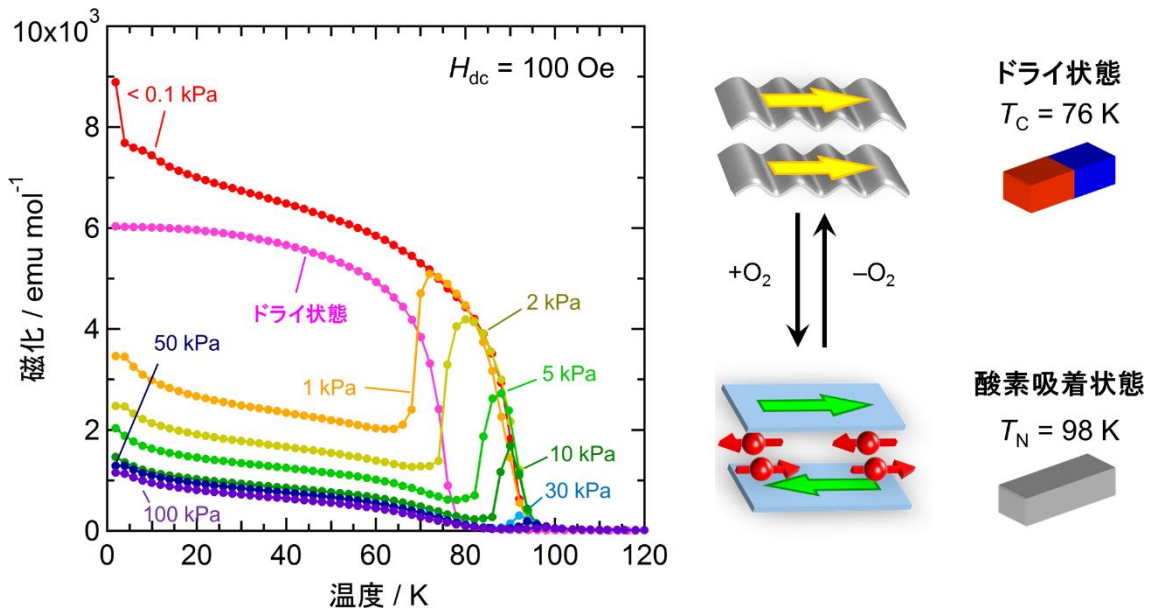 10x10³
8
6
4
2
0
0
20
40
60
80
100
120
磁化 / emu mol⁻¹
温度 / K
H_dc = 100 Oe
< 0.1 kPa
ドライ状態
2 kPa
50 kPa
1 kPa
5 kPa
10 kPa
30 kPa
100 kPa
+O₂
–O₂
ドライ状態
T_C = 76 K
酸素吸着状態
T_N = 98 K